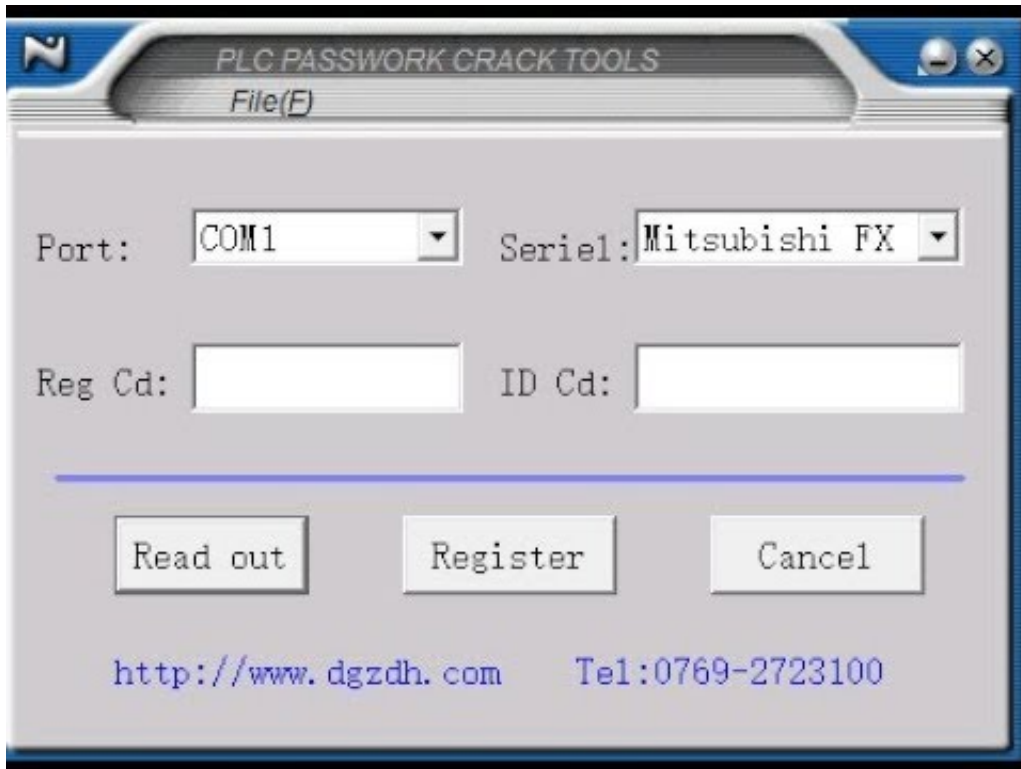 PLC PASSWORK CRACK TOOLS
File(F)
Port: COM1 Seriel: Mitsubishi FX
Reg Cd: ID Cd:
Read out Register Cancel
http://www.dgzdh.com Tel:0769-2723100